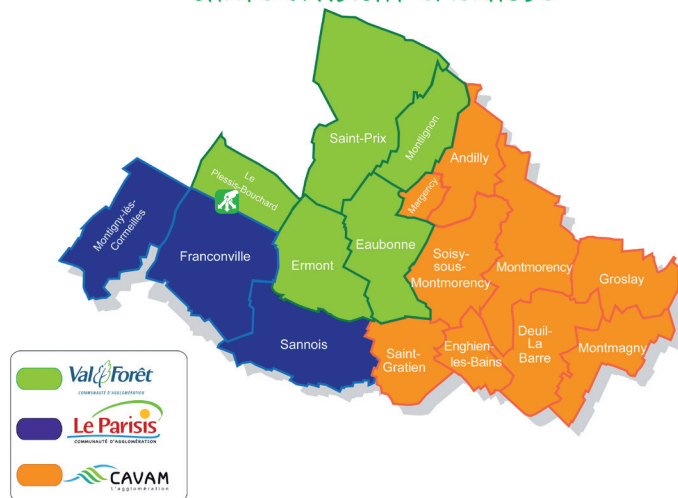 Saint-Prix
Montlignon
Andilly
Le
Plessis-Bouchard
Margency
Montigny-lès-
Cormeilles
Franconville
Ermont
Eaubonne
Soisy-
sous-
Montmorency
Montmorency
Groslay
Sannois
Saint-
Gratien
Enghien-
les-Bains
Deuil-
La
Barre
Montmagny
Val & Forêt
COMMUNAUTÉ D'AGGLOMÉRATION
Le Parisis
COMMUNAUTÉ D'AGGLOMÉRATION
CAVAM
L'agglomération